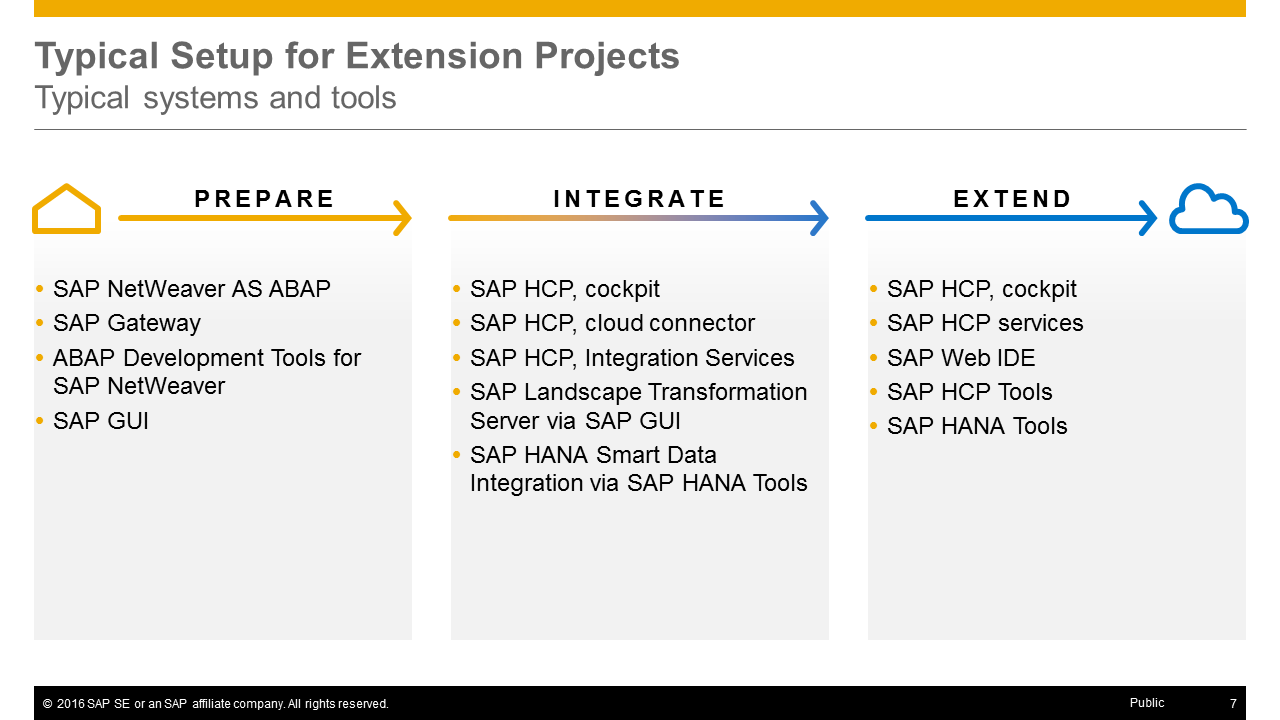 Typical Setup for Extension Projects
Typical systems and tools
PREPARE
• SAP NetWeaver AS ABAP
• SAP Gateway
• ABAP Development Tools for
SAP NetWeaver
• SAP GUI
INTEGRATE
• SAP HCP, cockpit
• SAP HCP, cloud connector
• SAP HCP, Integration Services
• SAP Landscape Transformation
Server via SAP GUI
• SAP HANA Smart Data
Integration via SAP HANA Tools
EXTEND
• SAP HCP, cockpit
• SAP HCP services
• SAP Web IDE
• SAP HCP Tools
• SAP HANA Tools
© 2016 SAP SE or an SAP affiliate company. All rights reserved.
Public
7